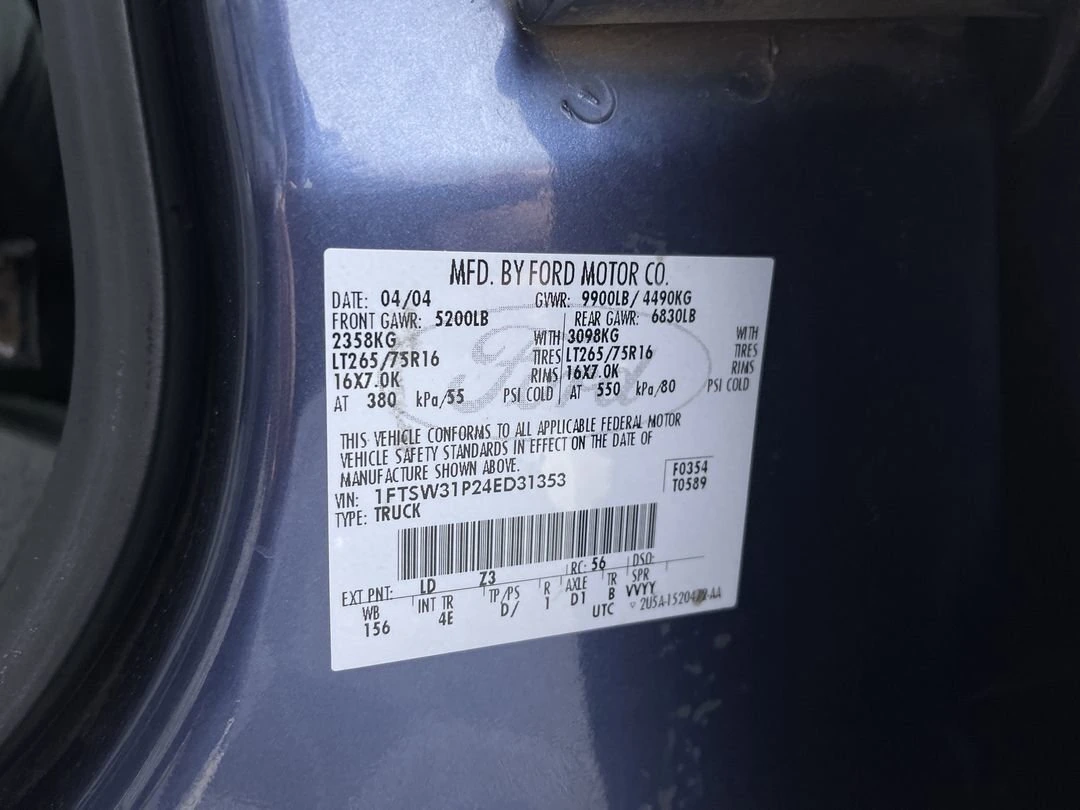 MFD. BY FORD MOTOR CO.
DATE: 04/04 GVWR: 9900LB/ 4490KG
FRONT GAWR: 5200LB REAR GAWR: 6830LB
2358KG WITH 3098KG WITH
LT265/75R16 TIRES LT265/75R16 TIRES
16X7.0K RIMS 16X7.0K RIMS
AT 380 kPa/55 PSI COLD AT 550 kPa/80 PSI COLD
Ford
THIS VEHICLE CONFORMS TO ALL APPLICABLE FEDERAL MOTOR
VEHICLE SAFETY STANDARDS IN EFFECT ON THE DATE OF
MANUFACTURE SHOWN ABOVE.
VIN: 1FTSW31P24ED31353 F0354
TYPE: TRUCK T0589
EXT PNT: LD Z3 RC: 56 DSO:
WB INT TR TP/PS R AXLE TR SPR
156 4E D/ 1 D1 B VVYY
UTC